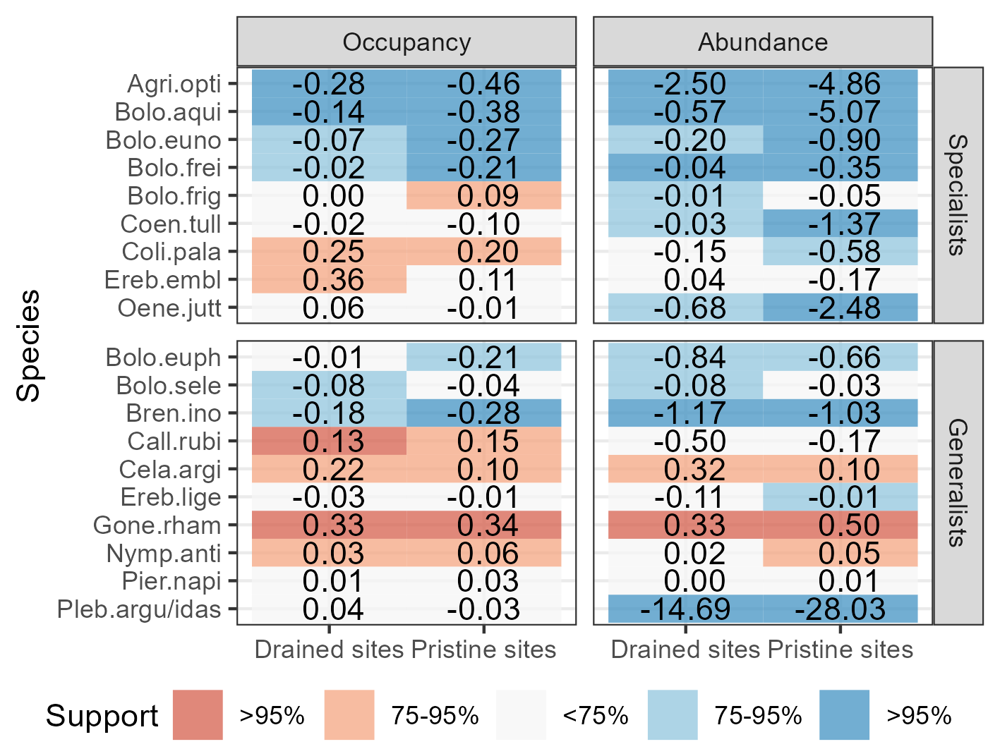 Occupancy Abundance
Agri.opti -0.28 -0.46 -2.50 -4.86
Bolo.aqui -0.14 -0.38 -0.57 -5.07
Bolo.euno -0.07 -0.27 -0.20 -0.90
Bolo.frei -0.02 -0.21 -0.04 -0.35
Bolo.frig 0.00 0.09 -0.01 -0.05
Coen.tull -0.02 -0.10 -0.03 -1.37
Coli.pala 0.25 0.20 -0.15 -0.58
Ereb.embl 0.36 0.11 0.04 -0.17
Oene.jutt 0.06 -0.01 -0.68 -2.48
Specialists
Species
Bolo.euph -0.01 -0.21 -0.84 -0.66
Bolo.sele -0.08 -0.04 -0.08 -0.03
Bren.ino -0.18 -0.28 -1.17 -1.03
Call.rubi 0.13 0.15 -0.50 -0.17
Cela.argi 0.22 0.10 0.32 0.10
Ereb.lige -0.03 -0.01 -0.11 -0.01
Gone.rham 0.33 0.34 0.33 0.50
Nymp.anti 0.03 0.06 0.02 0.05
Pier.napi 0.01 0.03 0.00 0.01
Pleb.argu/idas 0.04 -0.03 -14.69 -28.03
Generalists
Drained sites Pristine sites Drained sites Pristine sites
Support >95% 75-95% <75% 75-95% >95%